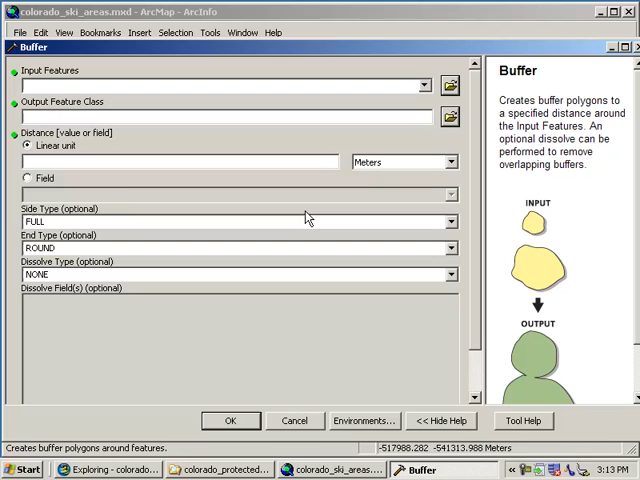 colorado_ski_areas.mxd - ArcMap - ArcInfo
File Edit View Bookmarks Insert Selection Tools Window Help
Buffer
Input Features
Output Feature Class
Distance [value or field]
Linear unit
Meters
Field
Side Type (optional)
FULL
End Type (optional)
ROUND
Dissolve Type (optional)
NONE
Dissolve Field(s) (optional)
Buffer
Creates buffer polygons to
a specified distance around
the Input Features. An
optional dissolve can be
performed to remove
overlapping buffers.
INPUT
OUTPUT
OK Cancel Environments... << Hide Help Tool Help
Creates buffer polygons around features. -517988.282 -541313.988 Meters
Start Exploring - colorado... colorado_protected... colorado_ski_areas.... Buffer « 3:13 PM